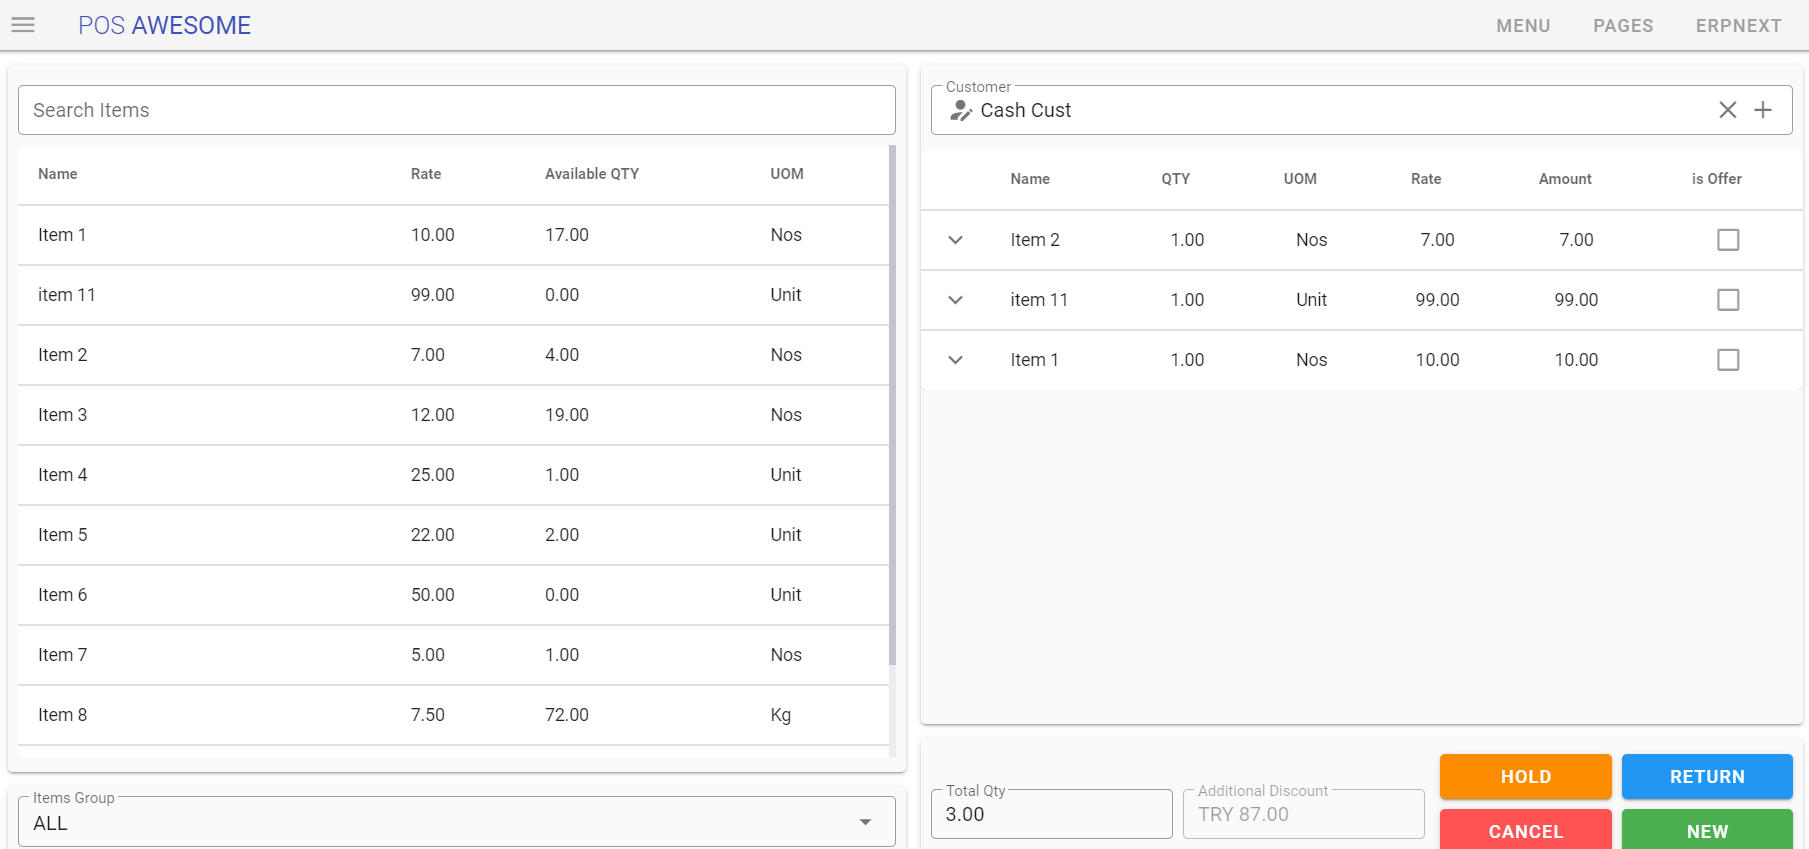 POS AWESOME
MENU PAGES ERPNEXT
Search Items
Name Rate Available QTY UOM
Item 1 10.00 17.00 Nos
item 11 99.00 0.00 Unit
Item 2 7.00 4.00 Nos
Item 3 12.00 19.00 Nos
Item 4 25.00 1.00 Unit
Item 5 22.00 2.00 Unit
Item 6 50.00 0.00 Unit
Item 7 5.00 1.00 Nos
Item 8 7.50 72.00 Kg
Items Group
ALL
Customer
Cash Cust
Name QTY UOM Rate Amount is Offer
Item 2 1.00 Nos 7.00 7.00
item 11 1.00 Unit 99.00 99.00
Item 1 1.00 Nos 10.00 10.00
Total Qty
3.00
Additional Discount
TRY 87.00
HOLD RETURN
CANCEL NEW